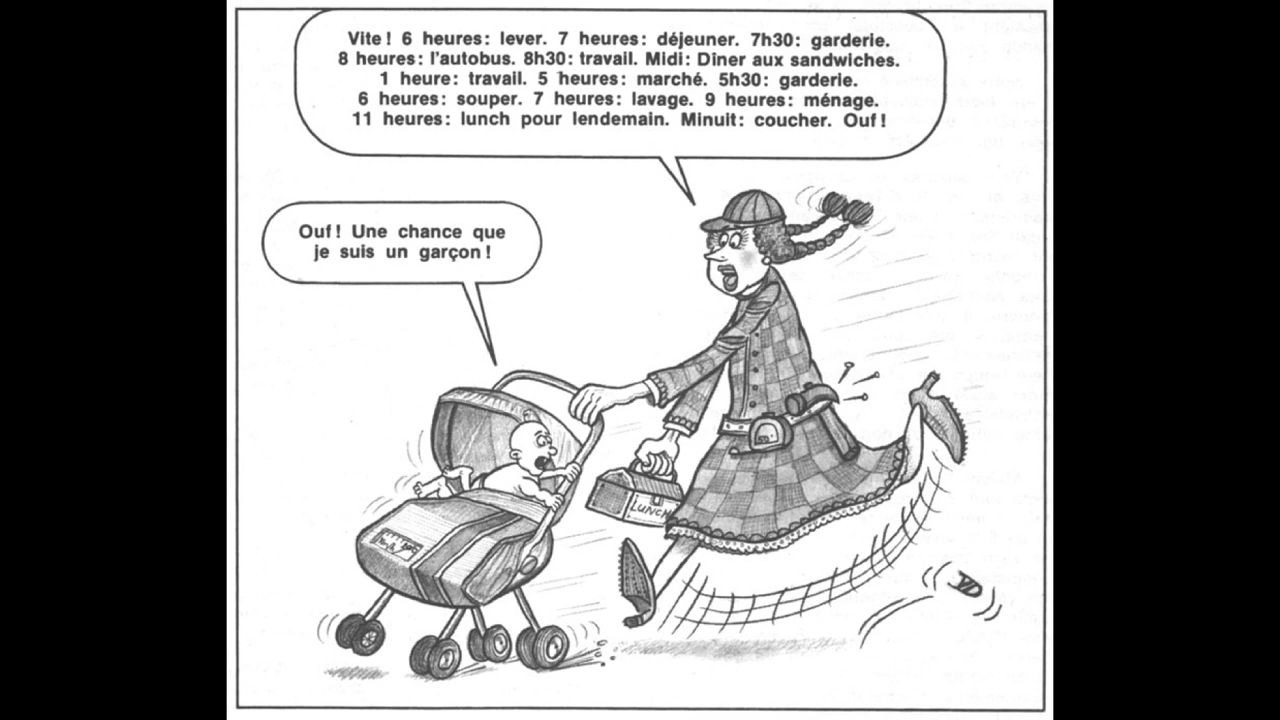 Vite! 6 heures: lever. 7 heures: déjeuner. 7h30: garderie.
8 heures: l'autobus. 8h30: travail. Midi: Dîner aux sandwiches.
1 heure: travail. 5 heures: marché. 5h30: garderie.
6 heures: souper. 7 heures: lavage. 9 heures: ménage.
11 heures: lunch pour lendemain. Minuit: coucher. Ouf!
Ouf! Une chance que
je suis un garçon!
LUNCH